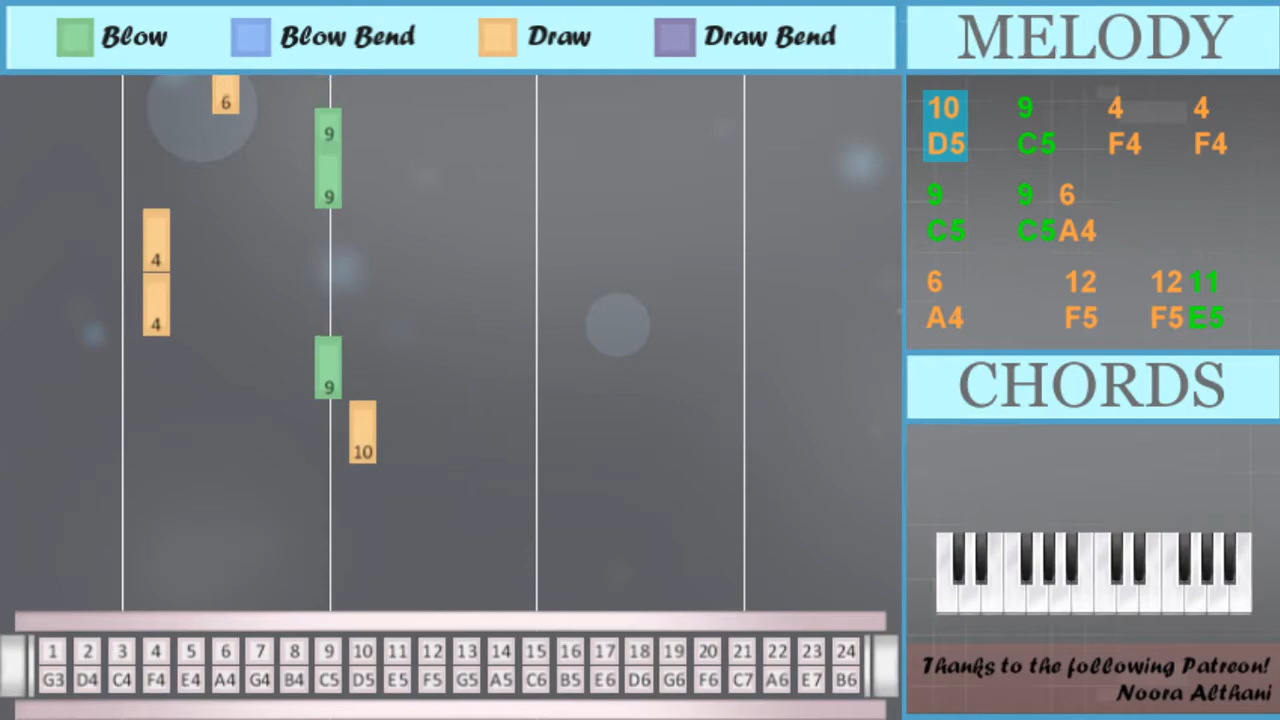 Blow Blow Bend Draw Draw Bend
MELODY
6
9
9
4
4
9
10
10 9 4 4
D5 C5 F4 F4
9 9 6
C5 C5 A4
6 12 12 11
A4 F5 F5 E5
CHORDS
1 2 3 4 5 6 7 8 9 10 11 12 13 14 15 16 17 18 19 20 21 22 23 24
G3 D4 C4 F4 E4 A4 G4 B4 C5 D5 E5 F5 G5 A5 C6 B5 E6 D6 G6 F6 C7 A6 E7 B6
Thanks to the following Patreon!
Noora Althani